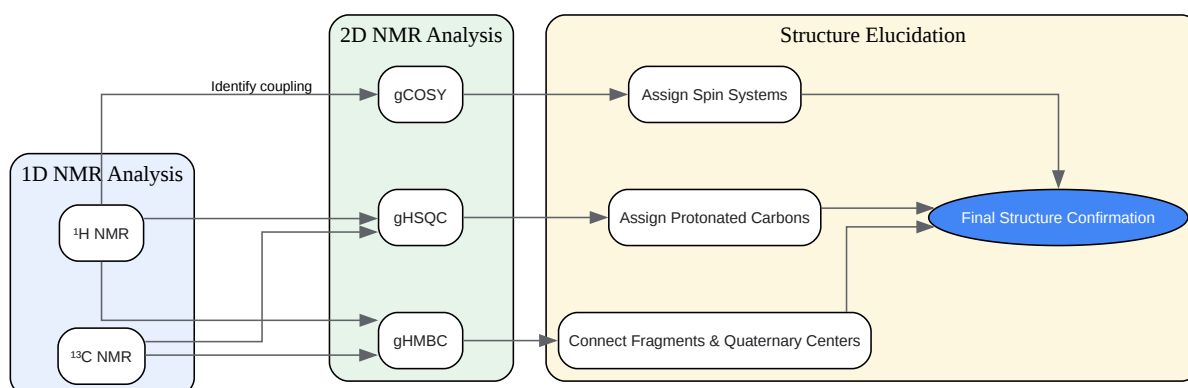 2D NMR Analysis
Structure Elucidation
Identify coupling
gCOSY
Assign Spin Systems
1D NMR Analysis
¹H NMR
gHSQC
Assign Protonated Carbons
Final Structure Confirmation
¹³C NMR
gHMBC
Connect Fragments & Quaternary Centers